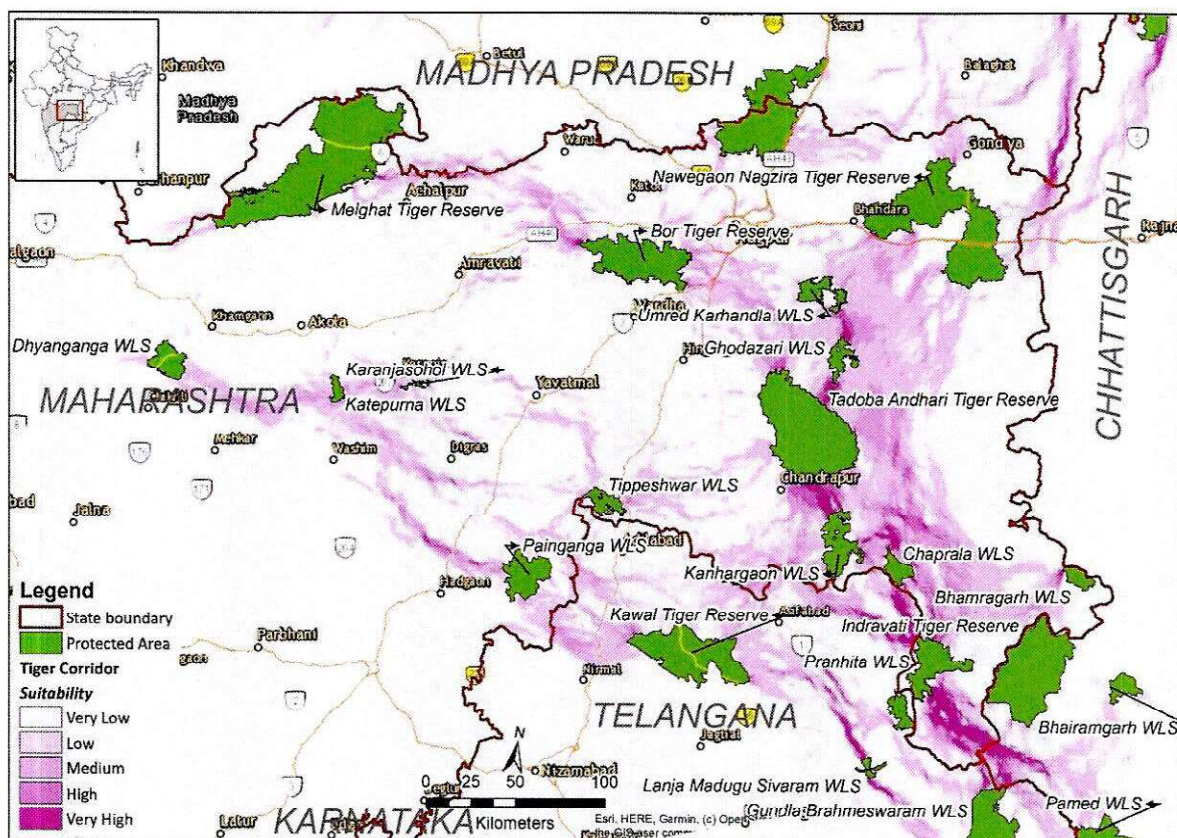 Seoni
Betul
MADHYA PRADESH
Khandwa
Balaghat
Madhya
Pradesh
Gondiya
Waru
AH43
Nawegaon Nagzira Tiger Reserve
Achalpur
Melghat Tiger Reserve
Bhandara
Bor Tiger Reserve
Nagpur
CHHATTISGARH
Amravati
Wardha
Umred Karhandla WLS
Khamgaon
Akola
Ghodazari WLS
Dhyanganga WLS
Karanjasohol WLS
Yavatmal
MAHARASHTRA
Katepurna WLS
Tadoba Andhari Tiger Reserve
Mehkar
Washim
Digras
Chandrapur
Tippeshwar WLS
Jalna
Painganga WLS
Chaprala WLS
Kanhargaon WLS
Hadgaon
Bhamragarh WLS
Kawal Tiger Reserve
Asifabad
Indravati Tiger Reserve
Parbhani
Pranhita WLS
Nirmal
TELANGANA
Bhairamgarh WLS
Jagtial
Lanja Madugu Sivaram WLS
Nizamabad
Gundla Brahmeswaram WLS
Pamed WLS
KARNATAKA
Latur
Legend
State boundary
Protected Area
Tiger Corridor
Suitability
Very Low
Low
Medium
High
Very High
N
0 25 50 100
Kilometers
Esri, HERE, Garmin, (c)